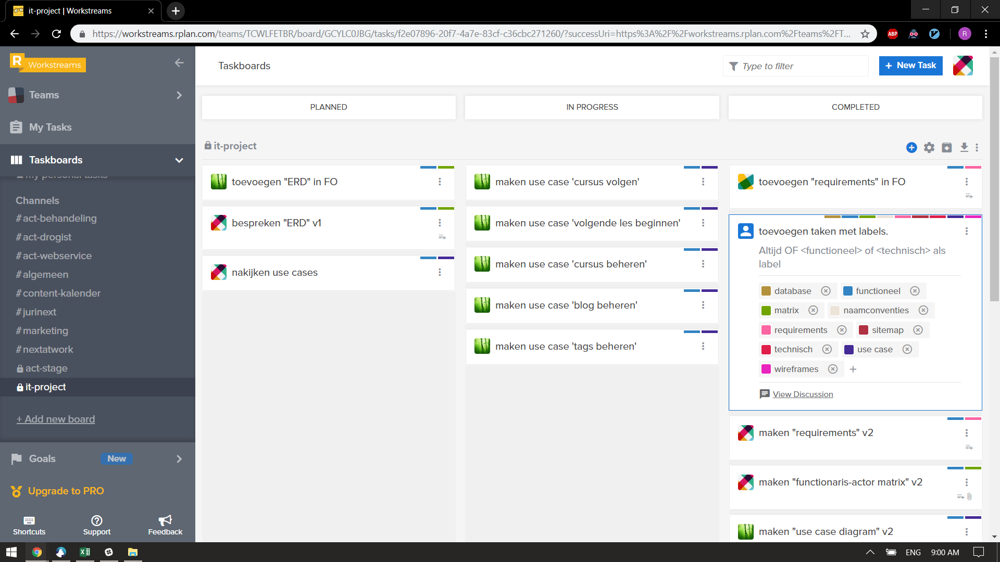 it-project | Workstreams
https://workstreams.rplan.com/teams/TCWLFETBR/board/GCYLC0JBG/tasks/f2e07896-20f7-4a7e-83cf-c36cbc271260/?successUri=https%3A%2F%2Fworkstreams.rplan.com%2Fteams%2FT...
ABP
R
R Workstreams
Teams
My Tasks
Taskboards
my personal tasks
Channels
#act-behandeling
#act-drogist
#act-webservice
#algemeen
#content-kalender
#jurinext
#marketing
#nextatwork
act-stage
it-project
+ Add new board
Goals New
Upgrade to PRO
Shortcuts Support Feedback
Taskboards
Type to filter
+ New Task
PLANNED
IN PROGRESS
COMPLETED
it-project
toevoegen "ERD" in FO
bespreken "ERD" v1
nakijken use cases
maken use case 'cursus volgen'
maken use case 'volgende les beginnen'
maken use case 'cursus beheren'
maken use case 'blog beheren'
maken use case 'tags beheren'
toevoegen "requirements" in FO
toevoegen taken met labels.
Altijd OF <functioneel> of <technisch> als
label
database functioneel
matrix naamconventies
requirements sitemap
technisch use case
wireframes +
View Discussion
maken "requirements" v2
maken "functionaris-actor matrix" v2
maken "use case diagram" v2
ENG 9:00 AM